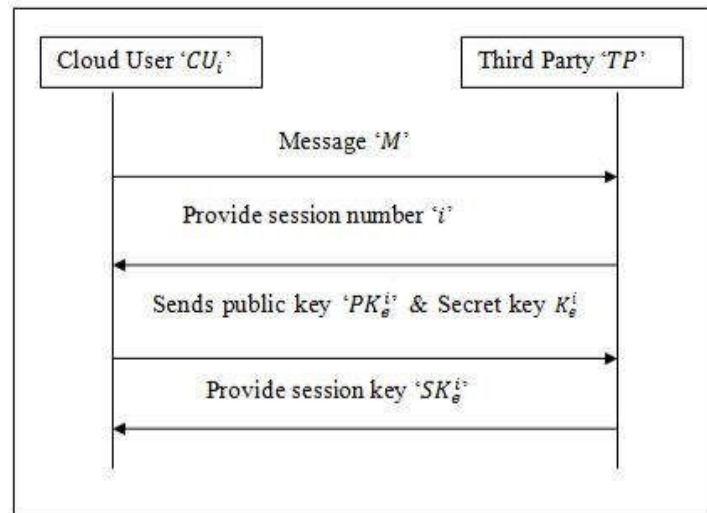 Cloud User ‘CUᵢ’
Third Party ‘TP’
Message ‘M’
Provide session number ‘i’
Sends public key ‘PKₑⁱ’ & Secret key Kₑⁱ
Provide session key ‘SKₑⁱ’